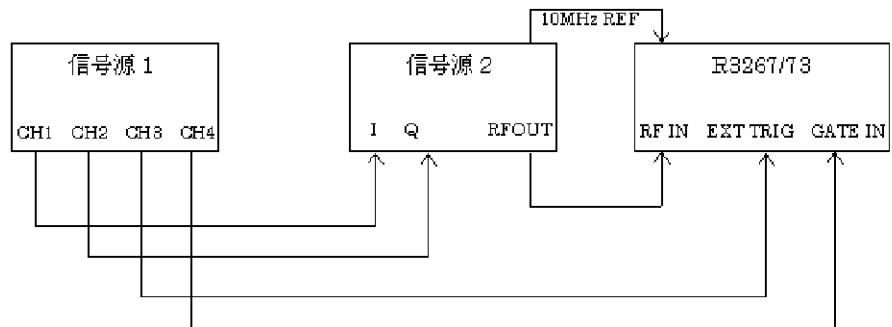 10MHz REF
信号源 1
信号源 2
R3267/73
CH1 CH2 CH3 CH4
I Q RFOUT
RF IN EXT TRIG GATE IN